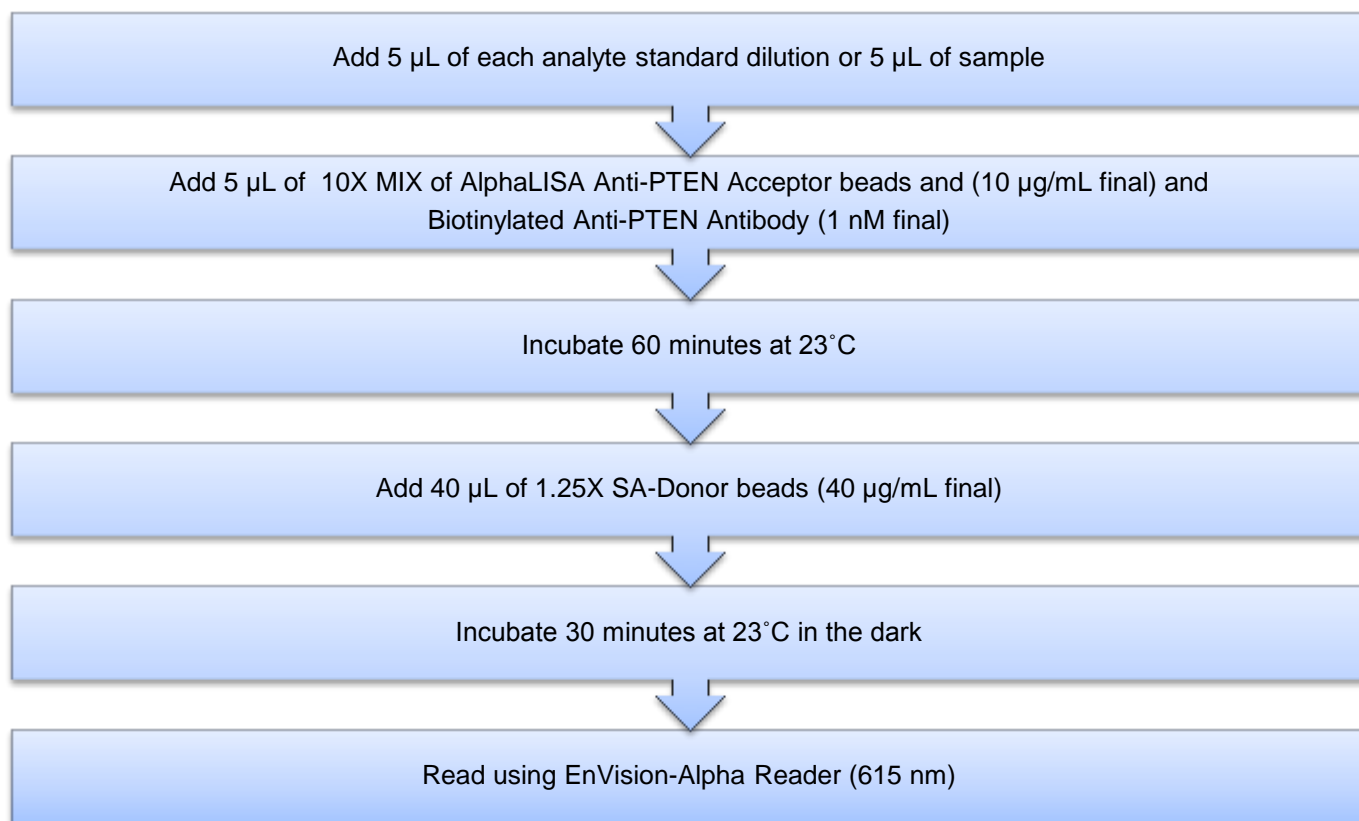 Add 5 µL of each analyte standard dilution or 5 µL of sample
Add 5 µL of  10X MIX of AlphaLISA Anti-PTEN Acceptor beads and (10 µg/mL final) and
Biotinylated Anti-PTEN Antibody (1 nM final)
Incubate 60 minutes at 23˚C
Add 40 µL of 1.25X SA-Donor beads (40 µg/mL final)
Incubate 30 minutes at 23˚C in the dark
Read using EnVision-Alpha Reader (615 nm)